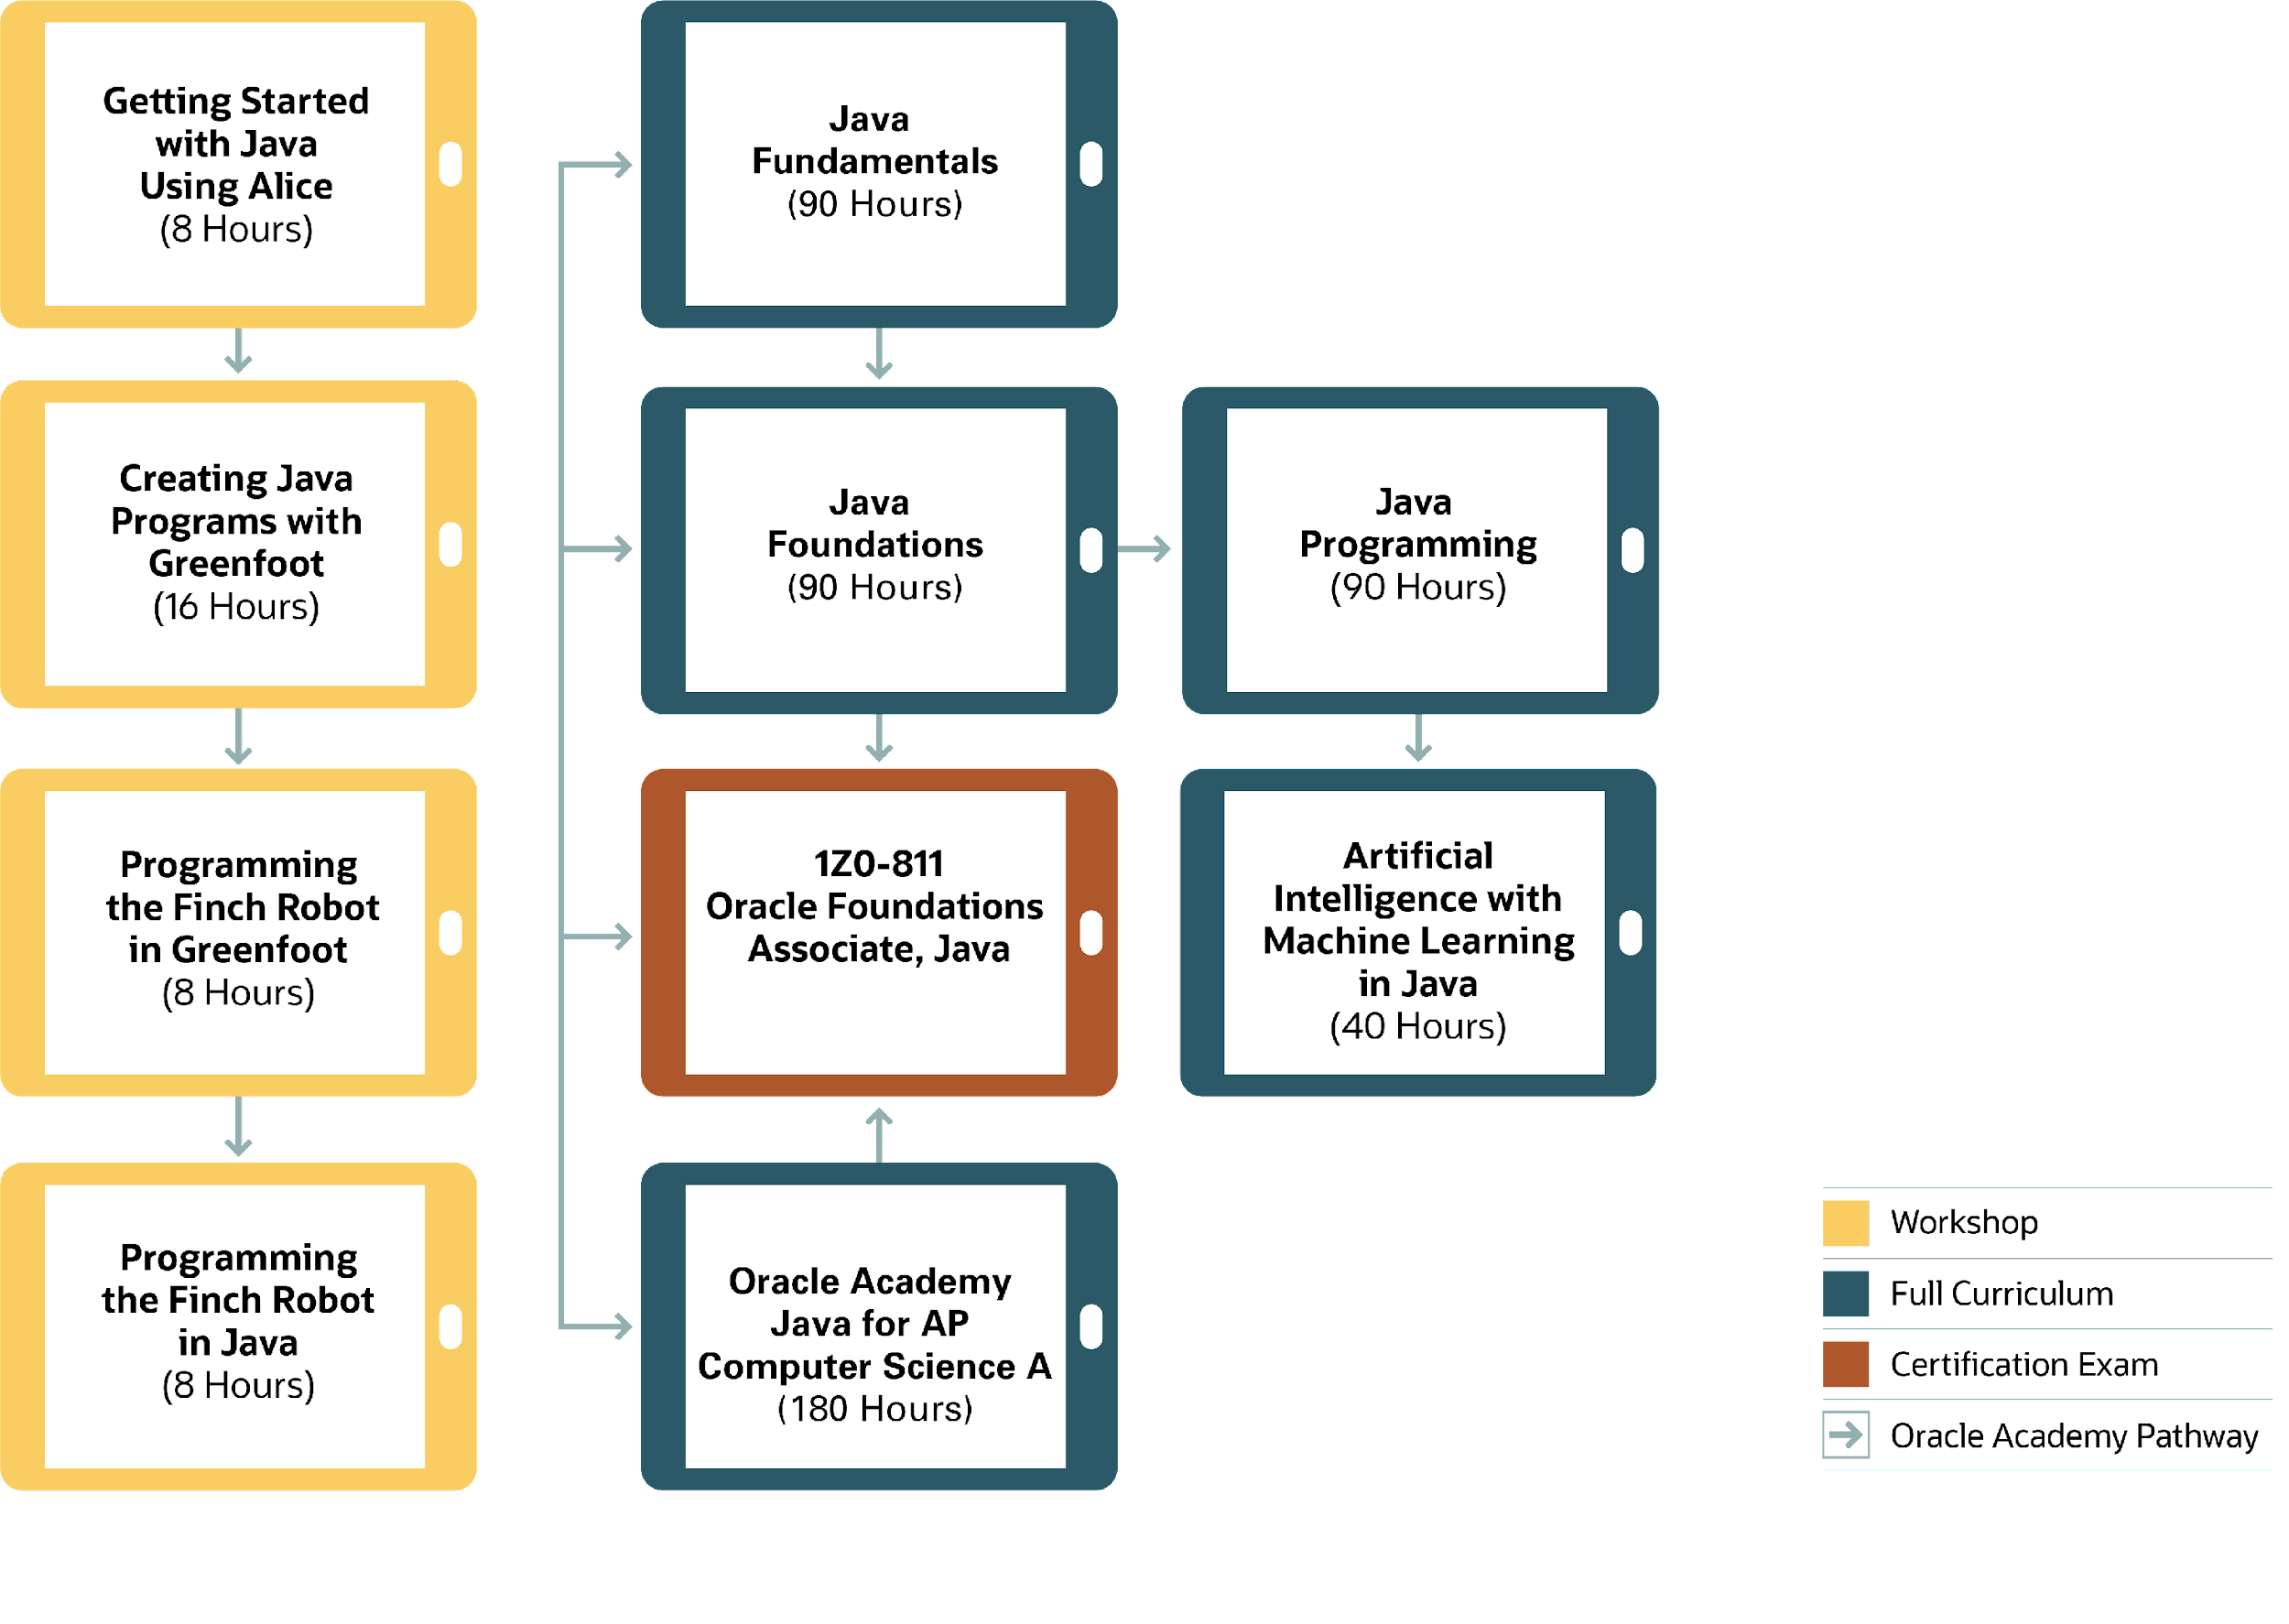 Getting Started
with Java
Using Alice
(8 Hours)
Creating Java
Programs with
Greenfoot
(16 Hours)
Programming
the Finch Robot
in Greenfoot
(8 Hours)
Programming
the Finch Robot
in Java
(8 Hours)
Java
Fundamentals
(90 Hours)
Java
Foundations
(90 Hours)
1Z0-811
Oracle Foundations
Associate, Java
Oracle Academy
Java for AP
Computer Science A
(180 Hours)
Java
Programming
(90 Hours)
Artificial
Intelligence with
Machine Learning
in Java
(40 Hours)
Workshop
Full Curriculum
Certification Exam
Oracle Academy Pathway